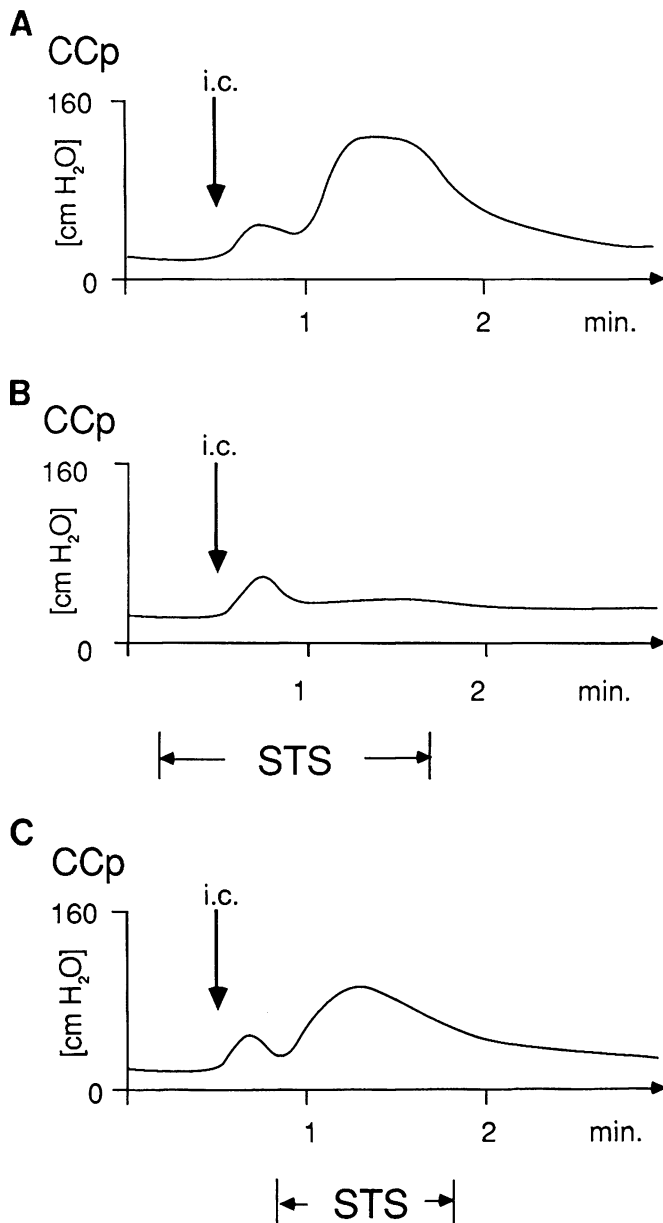 A
CCp
i.c.
160
[cm H₂O]
0
1 2 min.
B
CCp
i.c.
160
[cm H₂O]
0
1 2 min.
STS
C
CCp
i.c.
160
[cm H₂O]
0
1 2 min.
STS